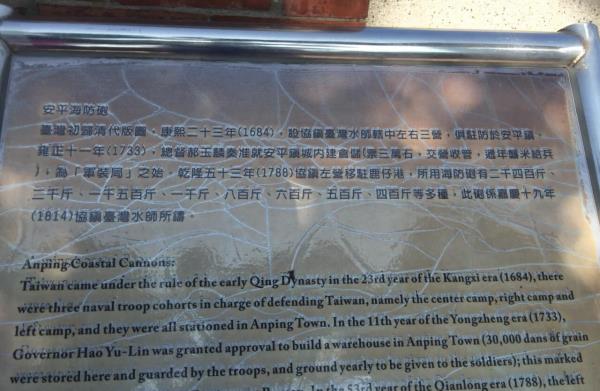 安平海防砲
臺灣初歸清代版圖，康熙二十三年(1684)，設協鎮臺灣水師轄中左右三營，俱駐防於安平鎮。
雍正十一年(1733)，總督郝玉麟奏准就安平鎮城內建倉儲(粟三萬石，交營收管，過年礱米給兵
)，為「軍裝局」之始。乾隆五十三年(1788)協鎮左營移駐鹿仔港，所用海防砲有二千四百斤、
二千斤、一千五百斤、一千斤、八百斤、六百斤、五百斤、四百斤等多種，此砲係嘉慶十九年
(1814)協鎮臺灣水師所鑄。
Anping Coastal Cannons:
Taiwan came under the rule of the early Qing Dynasty in the 23rd year of the Kangxi era (1684), there
were three naval troop cohorts in charge of defending Taiwan, namely the center camp, right camp and
left camp, and they were all stationed in Anping Town. In the 11th year of the Yongzheng era (1733),
Governor Hao Yu-Lin was granted approval to build a warehouse in Anping Town (30,000 dans of grain
were stored here and guarded by the troops, and ground yearly to be given to the soldiers); this marked
In the 53rd year of the Qianlong era (1788), the left